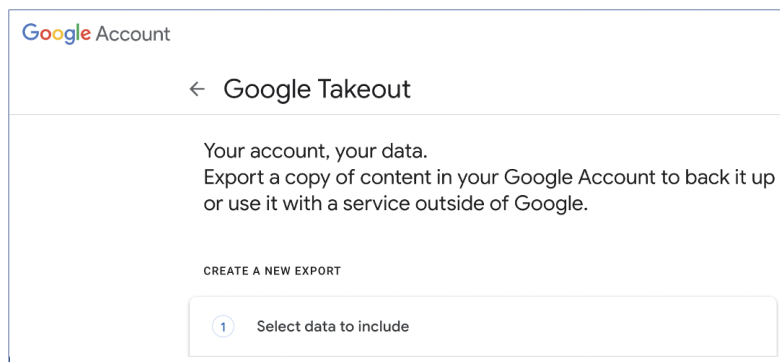 Google Account
← Google Takeout
Your account, your data.
Export a copy of content in your Google Account to back it up
or use it with a service outside of Google.
CREATE A NEW EXPORT
1 Select data to include